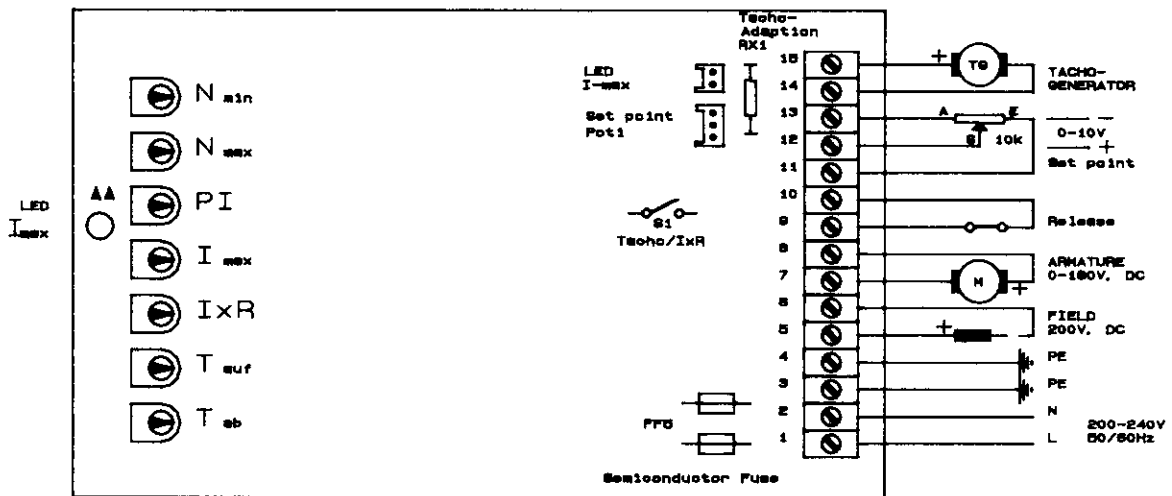 Tacho-
Adaption
RX1
LED
I-max
Set point
Pot1
N min
N max
PI
I max
IxR
T auf
T ab
LED
I max
S1
Tacho/IxR
FF5
Semiconductor Fuse
15
14
13
12
11
10
9
8
7
6
5
4
3
2
1
+ TG
TACHO-
GENERATOR
A E
S 10k
0-10V
−
+
Set point
Release
M +
ARMATURE
0-180V, DC
+
FIELD
200V, DC
PE
PE
N
L
200-240V
50/60Hz